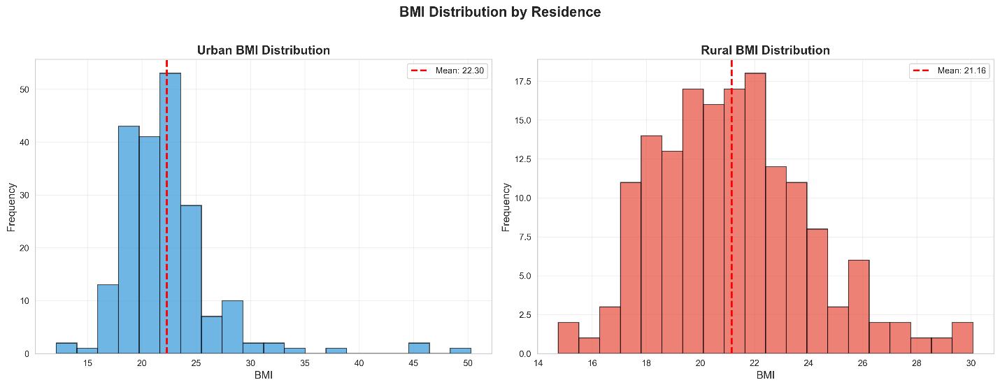 BMI Distribution by Residence
Urban BMI Distribution
Mean: 22.30
Frequency
50
40
30
20
10
0
15 20 25 30 35 40 45 50
BMI
Rural BMI Distribution
Mean: 21.16
Frequency
17.5
15.0
12.5
10.0
7.5
5.0
2.5
0.0
14 16 18 20 22 24 26 28 30
BMI